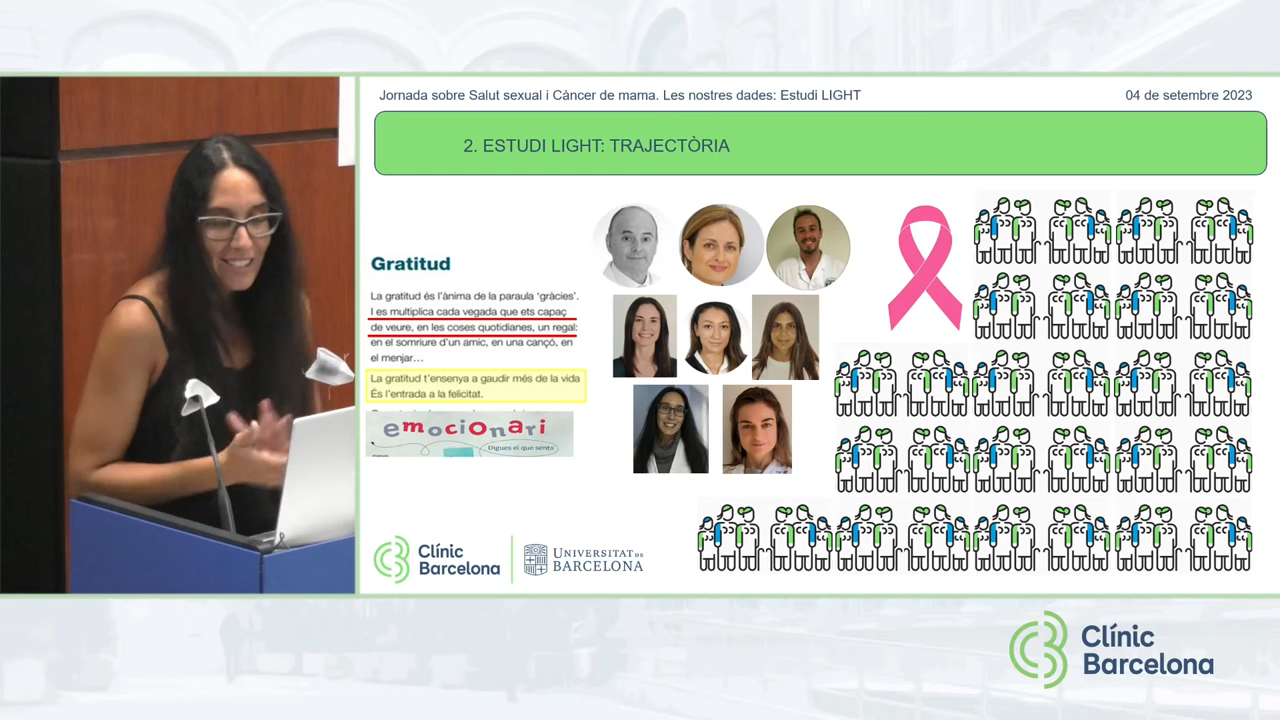 Jornada sobre Salut sexual i Càncer de mama. Les nostres dades: Estudi LIGHT
04 de setembre 2023
2. ESTUDI LIGHT: TRAJECTÒRIA
Gratitud
La gratitud és l'ànima de la paraula 'gràcies'.
I es multiplica cada vegada que ets capaç
de veure, en les coses quotidianes, un regal:
en el somriure d'un amic, en una cançó, en
el menjar…
La gratitud t'ensenya a gaudir més de la vida
És l'entrada a la felicitat.
emocionari
Digues el que sents
Clínic
Barcelona
UNIVERSITAT DE
BARCELONA
Clínic
Barcelona